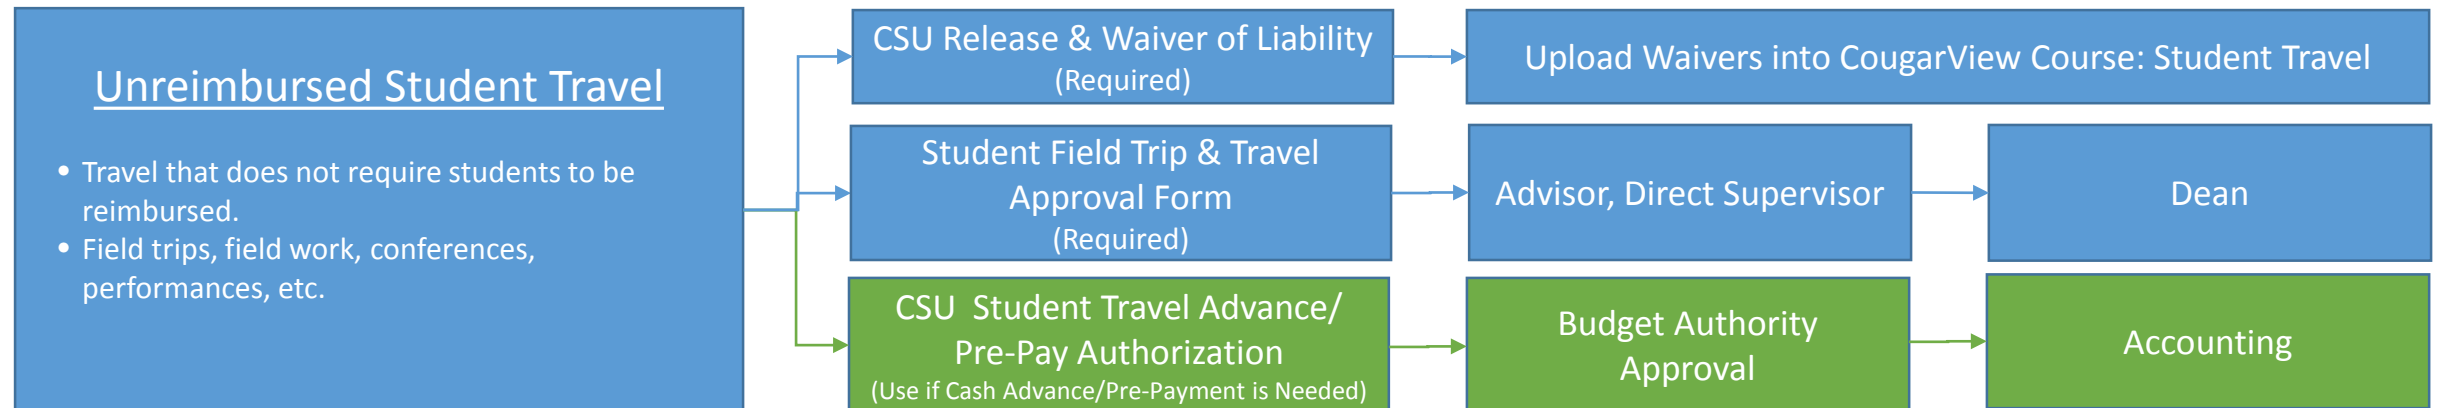 Unreimbursed Student Travel
• Travel that does not require students to be
reimbursed.
• Field trips, field work, conferences,
performances, etc.
CSU Release & Waiver of Liability
(Required)
Upload Waivers into CougarView Course: Student Travel
Student Field Trip & Travel
Approval Form
(Required)
Advisor, Direct Supervisor
Dean
CSU  Student Travel Advance/
Pre-Pay Authorization
(Use if Cash Advance/Pre-Payment is Needed)
Budget Authority
Approval
Accounting